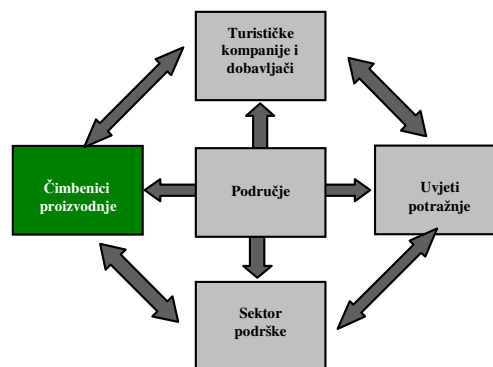 Turističke
kompanije i
dobavljači
Čimbenici
proizvodnje
Područje
Uvjeti
potražnje
Sektor
podrške